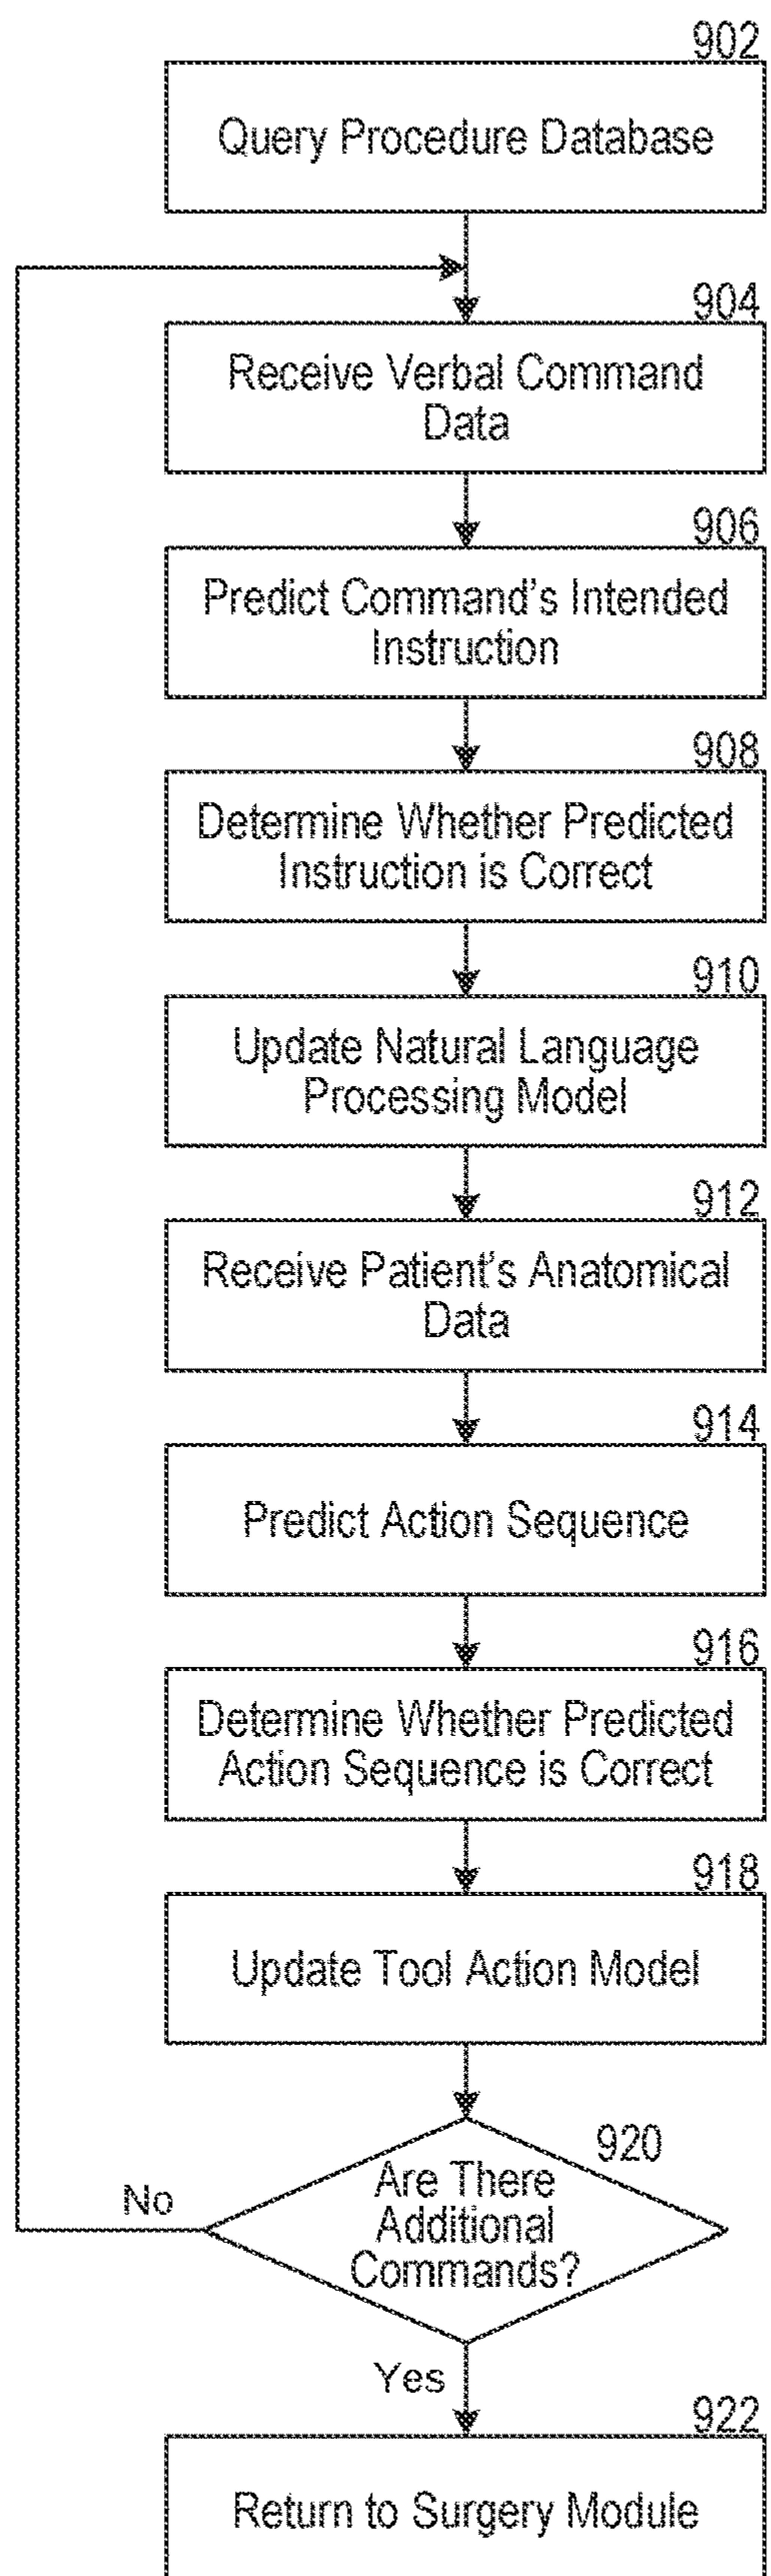 902
Query Procedure Database
904
Receive Verbal Command
Data
906
Predict Command's Intended
Instruction
908
Determine Whether Predicted
Instruction is Correct
910
Update Natural Language
Processing Model
912
Receive Patient's Anatomical
Data
914
Predict Action Sequence
916
Determine Whether Predicted
Action Sequence is Correct
918
Update Tool Action Model
920
Are There
Additional
Commands?
No
Yes
922
Return to Surgery Module